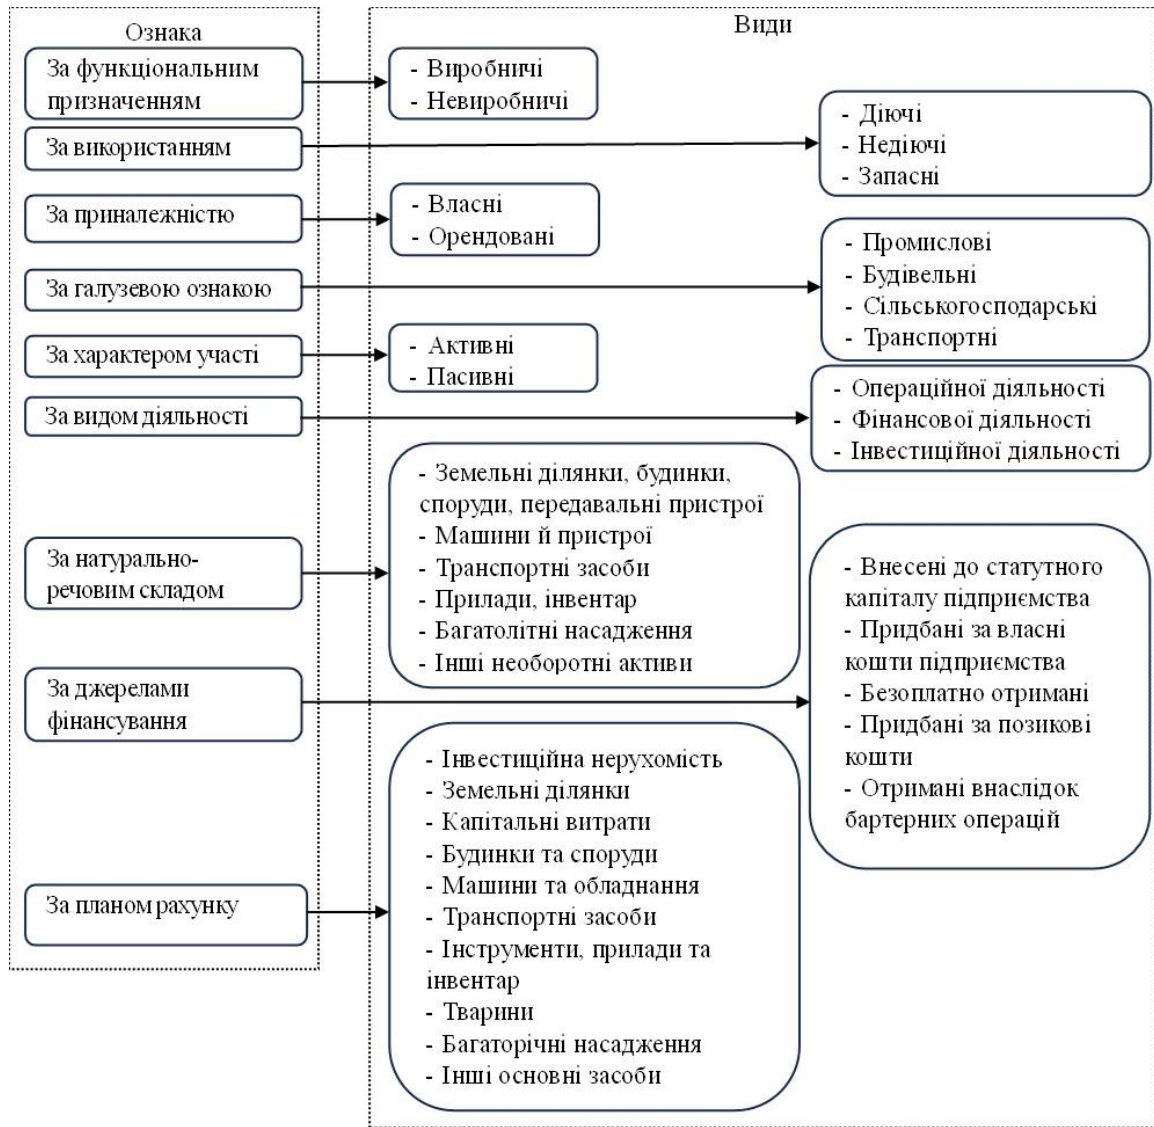 Ознака
Види
За функціональним
призначенням
- Виробничі
- Невиробничі
За використанням
- Діючі
- Недіючі
- Запасні
За приналежністю
- Власні
- Орендовані
За галузевою ознакою
- Промислові
- Будівельні
- Сільськогосподарські
- Транспортні
За характером участі
- Активні
- Пасивні
За видом діяльності
- Операційної діяльності
- Фінансової діяльності
- Інвестиційної діяльності
За натурально-
речовим складом
- Земельні ділянки, будинки,
споруди, передавальні пристрої
- Машини й пристрої
- Транспортні засоби
- Прилади, інвентар
- Багатолітні насадження
- Інші необоротні активи
За джерелами
фінансування
- Внесені до статутного
капіталу підприємства
- Придбані за власні
кошти підприємства
- Безоплатно отримані
- Придбані за позикові
кошти
- Отримані внаслідок
бартерних операцій
За планом рахунку
- Інвестиційна нерухомість
- Земельні ділянки
- Капітальні витрати
- Будинки та споруди
- Машини та обладнання
- Транспортні засоби
- Інструменти, прилади та
інвентар
- Тварини
- Багаторічні насадження
- Інші основні засоби